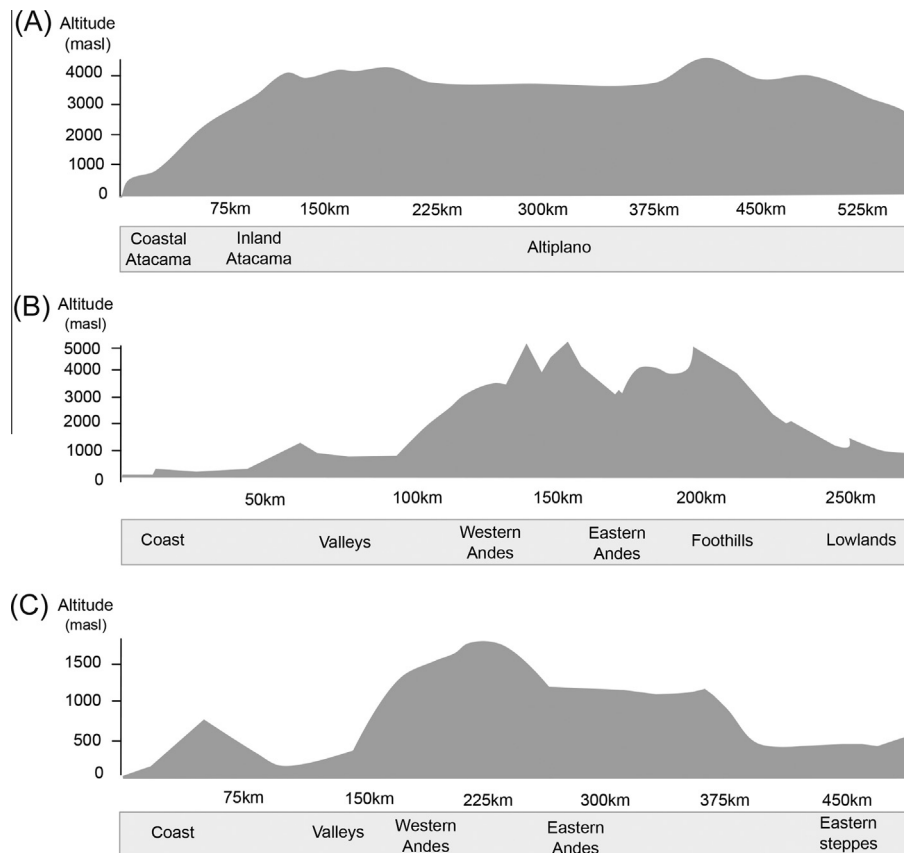 (A) Altitude
(masl)
4000
3000
2000
1000
0
75km 150km 225km 300km 375km 450km 525km
Coastal Atacama Inland Atacama Altiplano
(B) Altitude
(masl)
5000
4000
3000
2000
1000
0
50km 100km 150km 200km 250km
Coast Valleys Western Andes Eastern Andes Foothills Lowlands
(C) Altitude
(masl)
1500
1000
500
0
75km 150km 225km 300km 375km 450km
Coast Valleys Western Andes Eastern Andes Eastern steppes